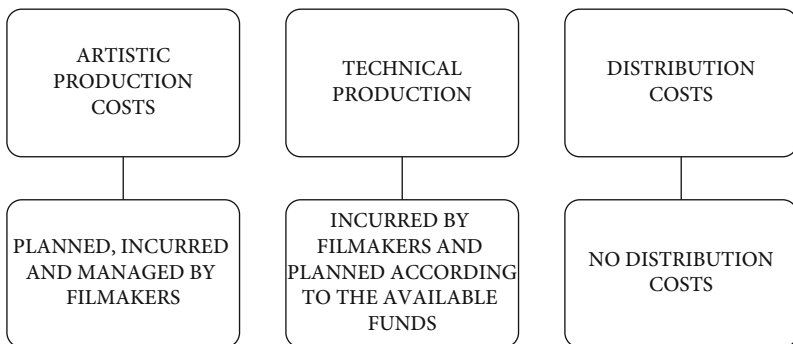 ARTISTIC
PRODUCTION
COSTS
TECHNICAL
PRODUCTION
DISTRIBUTION
COSTS
PLANNED, INCURRED
AND MANAGED BY
FILMAKERS
INCURRED BY
FILMAKERS AND
PLANNED ACCORDING
TO THE AVAILABLE
FUNDS
NO DISTRIBUTION
COSTS